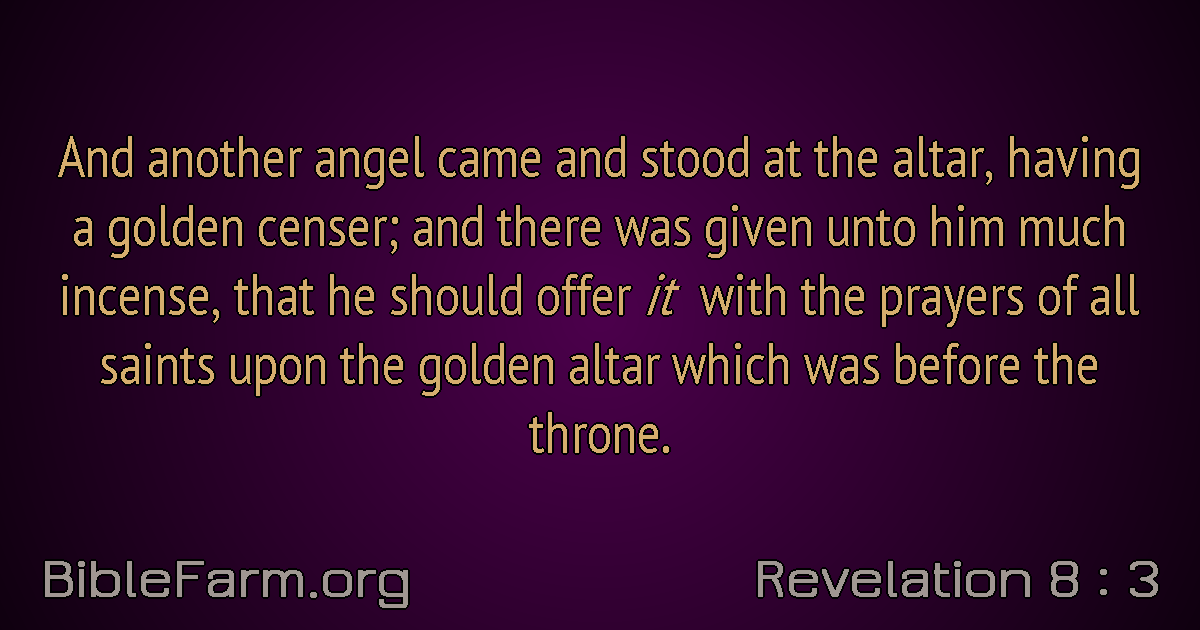 And another angel came and stood at the altar, having
a golden censer; and there was given unto him much
incense, that he should offer it with the prayers of all
saints upon the golden altar which was before the
throne.
BibleFarm.org
Revelation 8 : 3